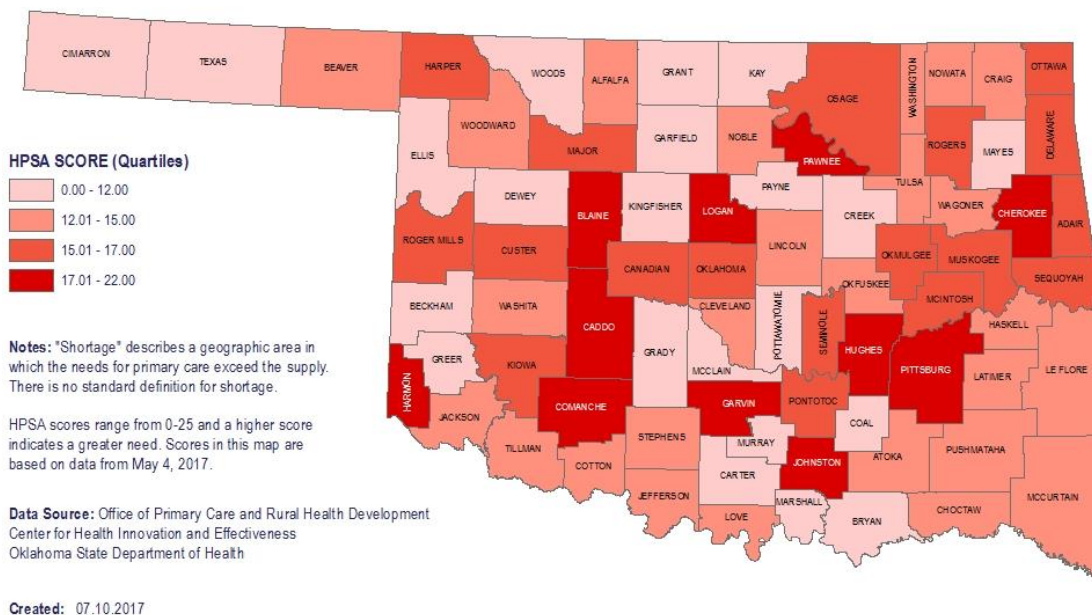 CIMARRON
TEXAS
BEAVER
HARPER
WOODS
ALFALFA
GRANT
KAY
OSAGE
WASHINGTON
NOWATA
CRAIG
OTTAWA
ELLIS
WOODWARD
MAJOR
GARFIELD
NOBLE
PAWNEE
ROGERS
MAYES
DELAWARE
DEWEY
BLAINE
KINGFISHER
LOGAN
PAYNE
CREEK
TULSA
WAGONER
CHEROKEE
ADAIR
ROGER MILLS
CUSTER
CANADIAN
OKLAHOMA
LINCOLN
OKMULGEE
MUSKOGEE
SEQUOYAH
BECKHAM
WASHITA
CADDO
GRADY
CLEVELAND
POTTAWATOMIE
SEMINOLE
OKFUSKEE
MCINTOSH
HASKELL
HARMON
GREER
KIOWA
COMANCHE
MCCLAIN
GARVIN
PONTOTOC
HUGHES
PITTSBURG
LATIMER
LE FLORE
JACKSON
TILLMAN
COTTON
STEPHENS
MURRAY
JOHNSTON
COAL
ATOKA
PUSHMATAHA
JEFFERSON
CARTER
LOVE
MARSHALL
BRYAN
CHOCTAW
MCCURTAIN
HPSA SCORE (Quartiles)
0.00 - 12.00
12.01 - 15.00
15.01 - 17.00
17.01 - 22.00
Notes: "Shortage" describes a geographic area in
which the needs for primary care exceed the supply.
There is no standard definition for shortage.
HPSA scores range from 0-25 and a higher score
indicates a greater need. Scores in this map are
based on data from May 4, 2017.
Data Source: Office of Primary Care and Rural Health Development
Center for Health Innovation and Effectiveness
Oklahoma State Department of Health
Created: 07.10.2017